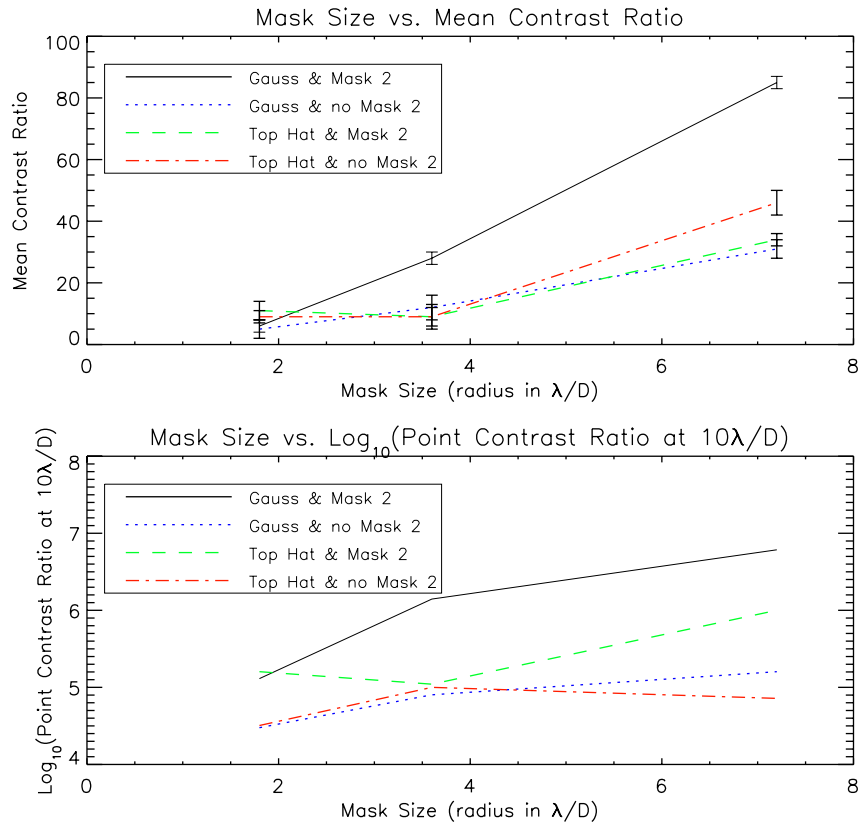 Mask Size vs. Mean Contrast Ratio
100
80
60
40
20
0
Mean Contrast Ratio
Gauss & Mask 2
Gauss & no Mask 2
Top Hat & Mask 2
Top Hat & no Mask 2
0 2 4 6 8
Mask Size (radius in λ/D)
Mask Size vs. Log₁₀(Point Contrast Ratio at 10λ/D)
8
7
6
5
4
Log₁₀(Point Contrast Ratio at 10λ/D)
Gauss & Mask 2
Gauss & no Mask 2
Top Hat & Mask 2
Top Hat & no Mask 2
0 2 4 6 8
Mask Size (radius in λ/D)